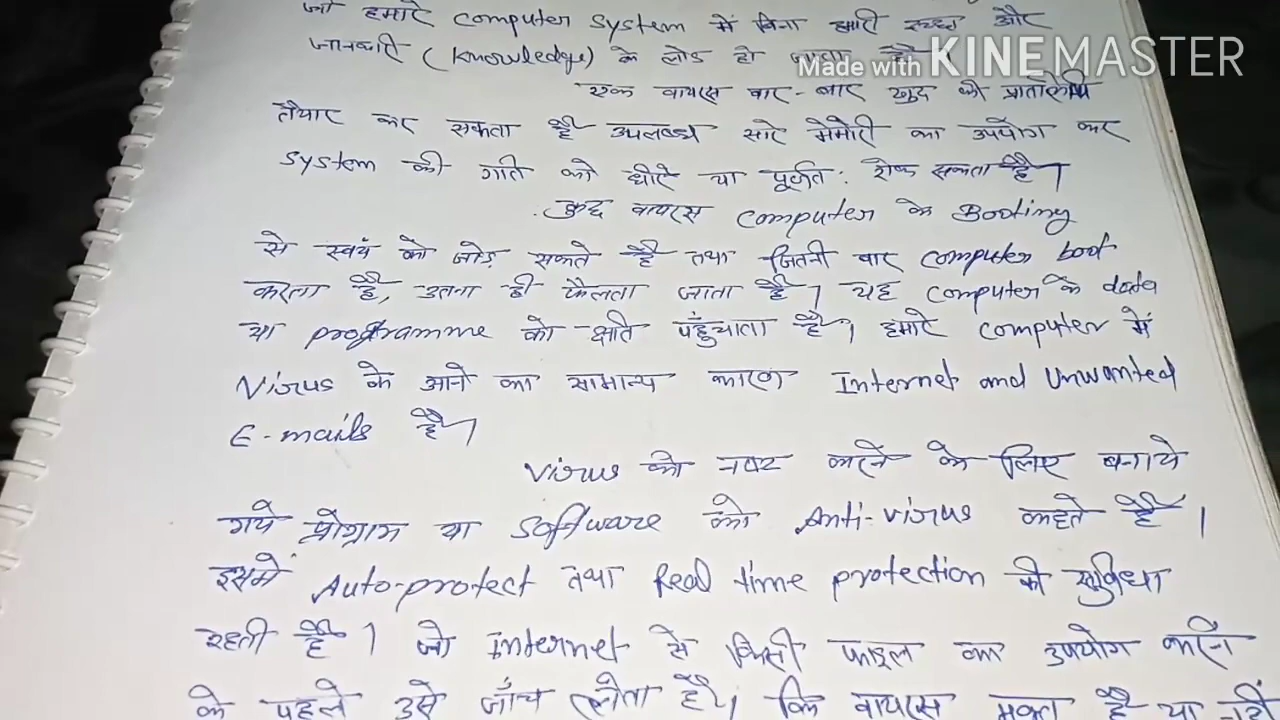 जो हमारे computer system में बिना हमारी इच्छा और
जानकारी (knowledge) के लोड हो जाता है
Made with KINEMASTER
एक वायरस बार-बार खुद की प्रतिलिपि
तैयार कर सकता है उपलब्ध सारे मेमोरी का उपयोग कर
system की गति को धीरे या पूर्णत: रोक सकता है।
कुछ वायरस computer के Booting
से स्वयं को जोड़ सकते है तथा जितनी बार computer boot
करता है, उतना ही फैलता जाता है। यह computer के data
या programme को क्षति पहुँचाता है। हमारे computer में
Virus के आने का सामान्य कारण Internet and Unwanted
E-mails है।
Virus को नष्ट करने के लिए बनाये
गये प्रोग्राम या software को Anti-virus कहते है।
इसमें Auto-protect तथा Real time protection की सुविधा
रहती है। जो Internet से किसी फाइल का उपयोग करने
के पहले उसे जाँच लेता है। कि वायरस मुक्त है या नहीं